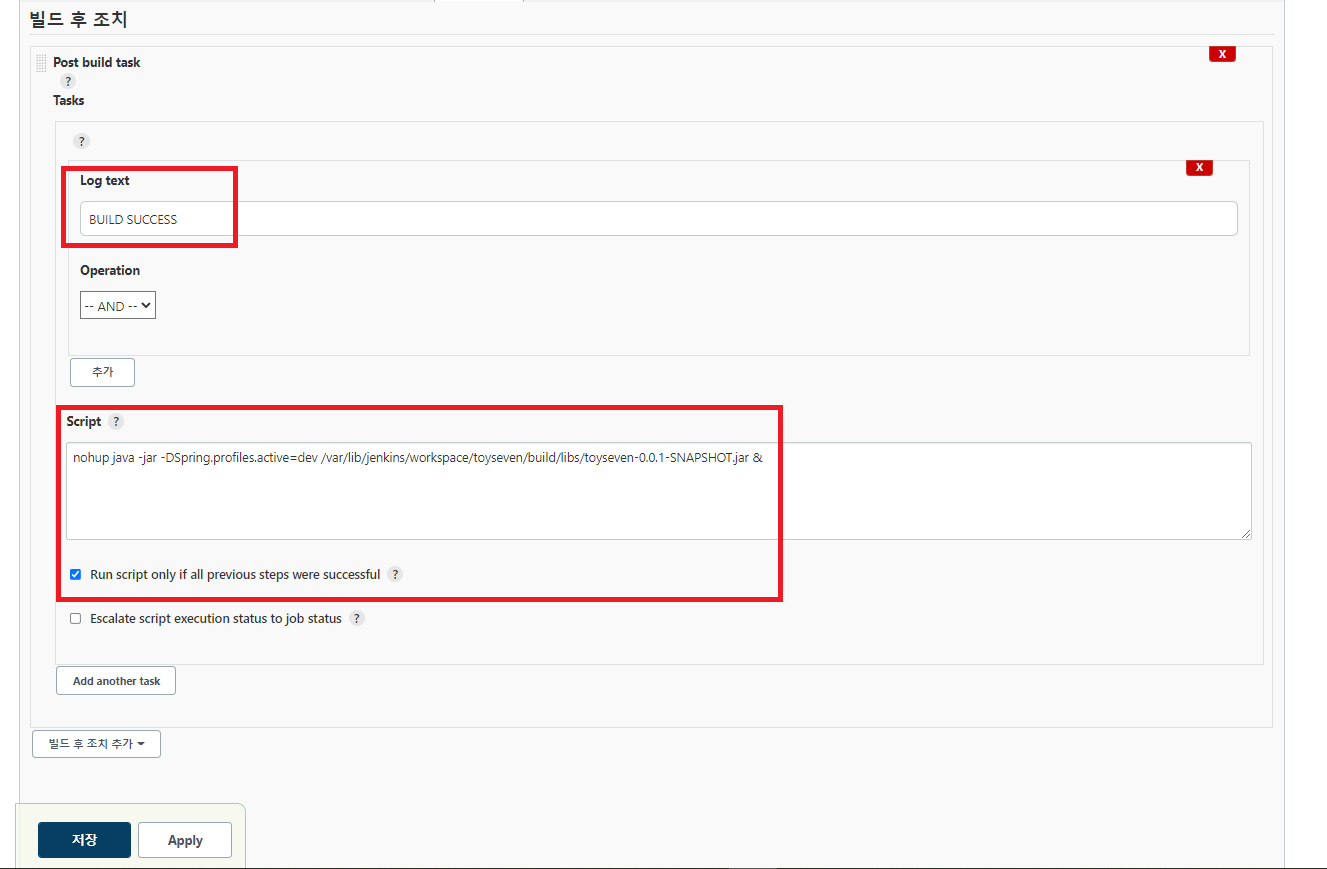 빌드 후 조치
X
Post build task
?
Tasks
?
X
Log text
BUILD SUCCESS
Operation
-- AND --
추가
Script ?
nohup java -jar -DSpring.profiles.active=dev /var/lib/jenkins/workspace/toyseven/build/libs/toyseven-0.0.1-SNAPSHOT.jar &
Run script only if all previous steps were successful ?
Escalate script execution status to job status ?
Add another task
빌드 후 조치 추가
저장 Apply